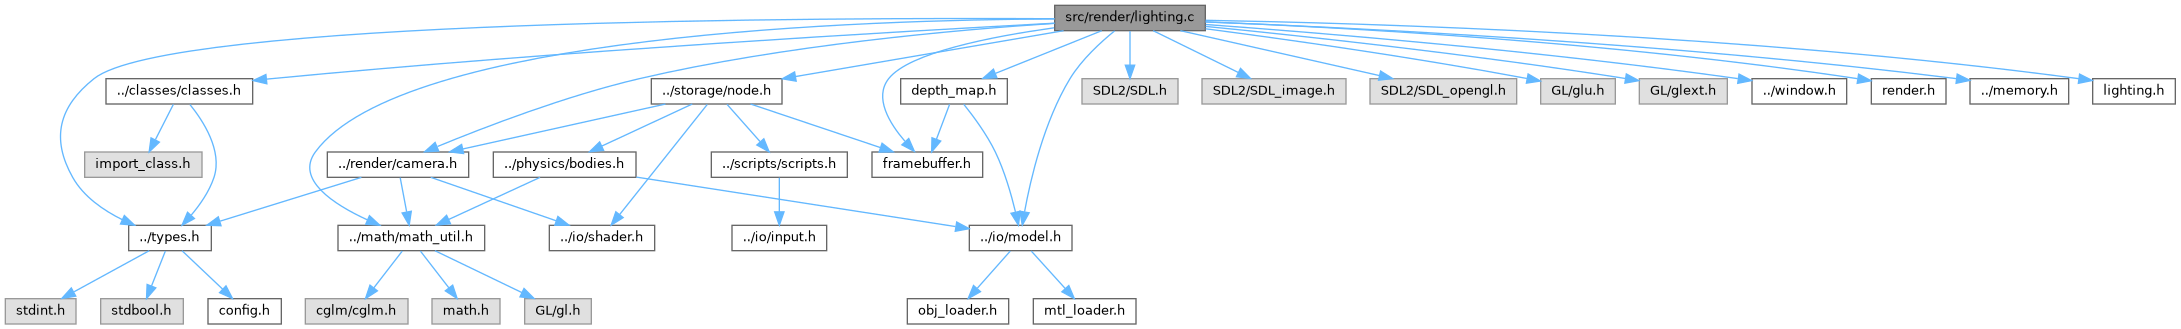 src/render/lighting.c
../classes/classes.h
../storage/node.h
depth_map.h
SDL2/SDL.h
SDL2/SDL_image.h
SDL2/SDL_opengl.h
GL/glu.h
GL/glext.h
../window.h
render.h
../memory.h
lighting.h
import_class.h
../render/camera.h
../physics/bodies.h
../scripts/scripts.h
framebuffer.h
../types.h
../math/math_util.h
../io/shader.h
../io/input.h
../io/model.h
stdint.h
stdbool.h
config.h
cglm/cglm.h
math.h
GL/gl.h
obj_loader.h
mtl_loader.h